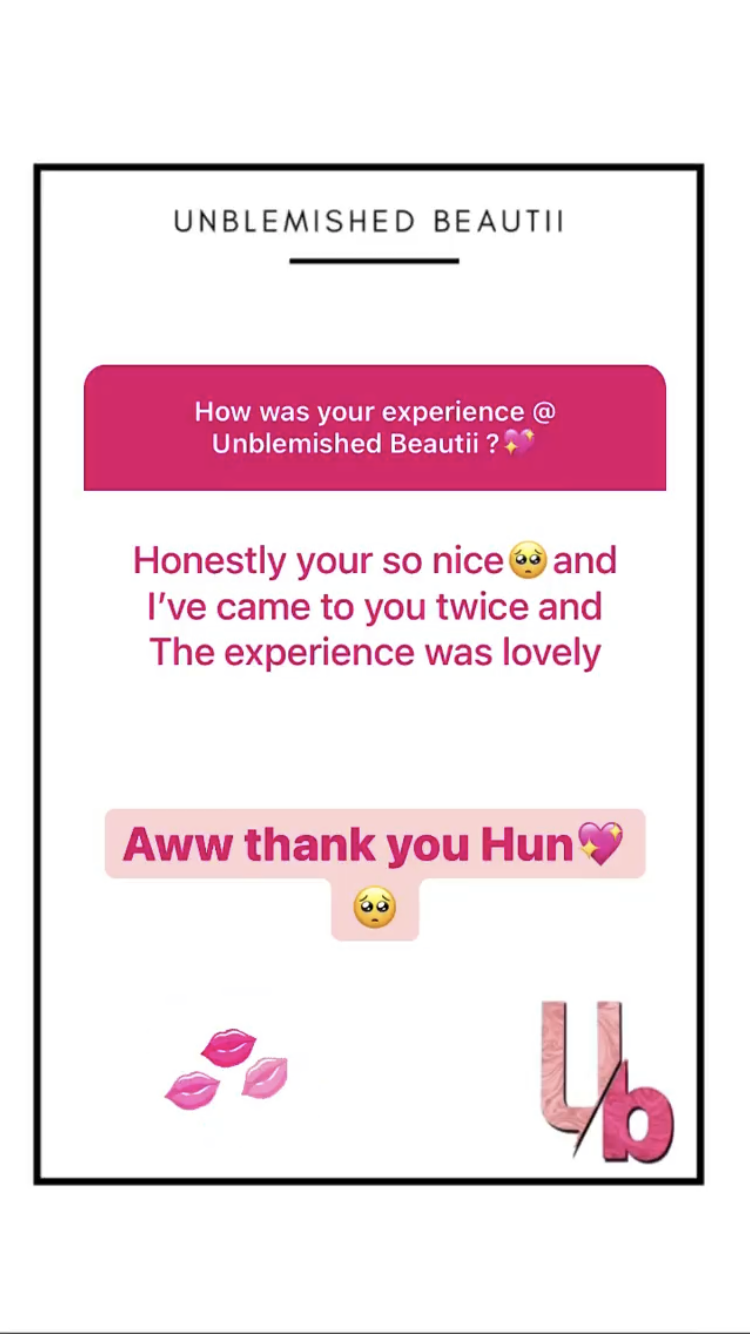 UNBLEMISHED BEAUTII
How was your experience @
Unblemished Beautii ?💖
Honestly your so nice🥺and
I’ve came to you twice and
The experience was lovely
Aww thank you Hun💖
🥺
Ub